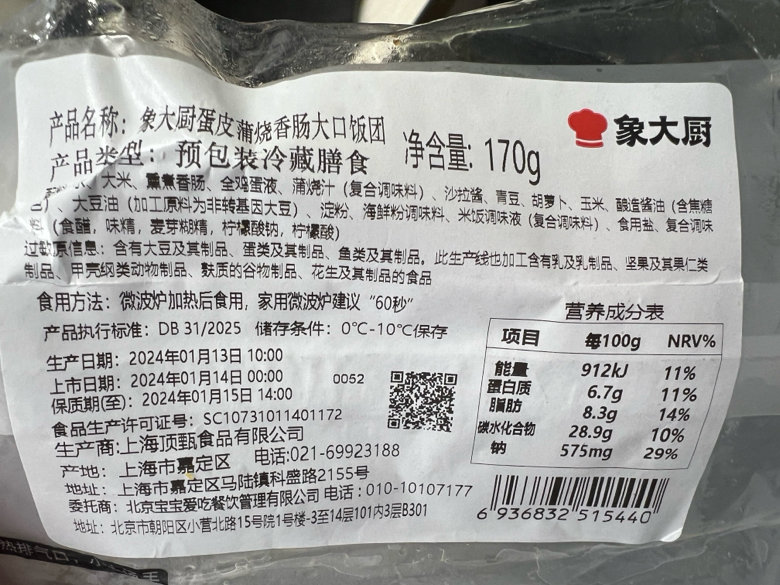 产品名称：象大厨蛋皮蒲烧香肠大口饭团
产品类型：预包装冷藏膳食
净含量：170g
象大厨
大米、熏煮香肠、全鸡蛋液、蒲烧汁（复合调味料）、沙拉酱、青豆、胡萝卜、玉米、酿造酱油（含焦糖
色）、大豆油（加工原料为非转基因大豆）、淀粉、海鲜粉调味料、米饭调味液（复合调味料）、食用盐、复合调味
料（食醋，味精，麦芽糊精，柠檬酸钠，柠檬酸)
过敏原信息：含有大豆及其制品、蛋类及其制品、鱼类及其制品。此生产线也加工含有乳及乳制品、坚果及其果仁类
制品、甲壳纲类动物制品、麸质的谷物制品、花生及其制品的食品
食用方法：微波炉加热后食用，家用微波炉建议“60秒”
产品执行标准：DB 31/2025 储存条件：0℃-10℃保存
生产日期：2024年01月13日 10:00
上市日期：2024年01月14日 00:00
保质期(至)：2024年01月15日 14:00
0052
食品生产许可证号：SC10731011401172
生产商:上海顶甄食品有限公司
产地：上海市嘉定区 电话:021-69923188
地址：上海市嘉定区马陆镇科盛路2155号
委托商：北京宝宝爱吃餐饮管理有限公司 电话：010-10107177
地址：北京市朝阳区小营北路15号院1号楼-3至14层101内3层B301
营养成分表
项目 每100g NRV%
能量 912kJ 11%
蛋白质 6.7g 11%
脂肪 8.3g 14%
碳水化合物 28.9g 10%
钠 575mg 29%
6 936832 515440
热排气口，小心